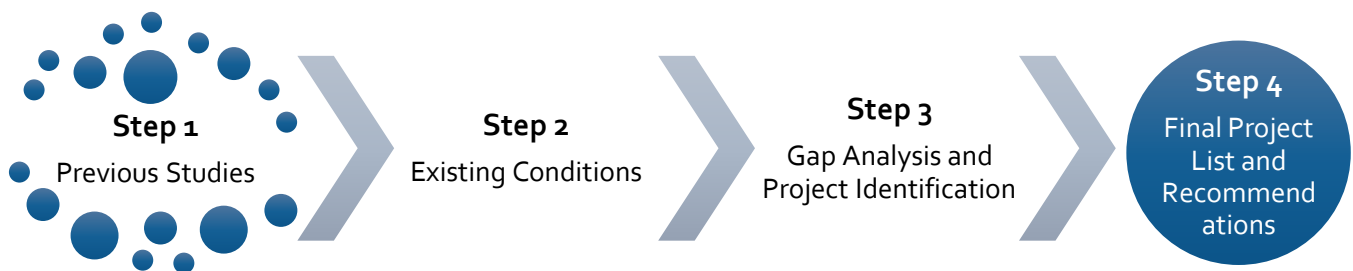 Step 1
Previous Studies
Step 2
Existing Conditions
Step 3
Gap Analysis and
Project Identification
Step 4
Final Project
List and
Recommend
ations